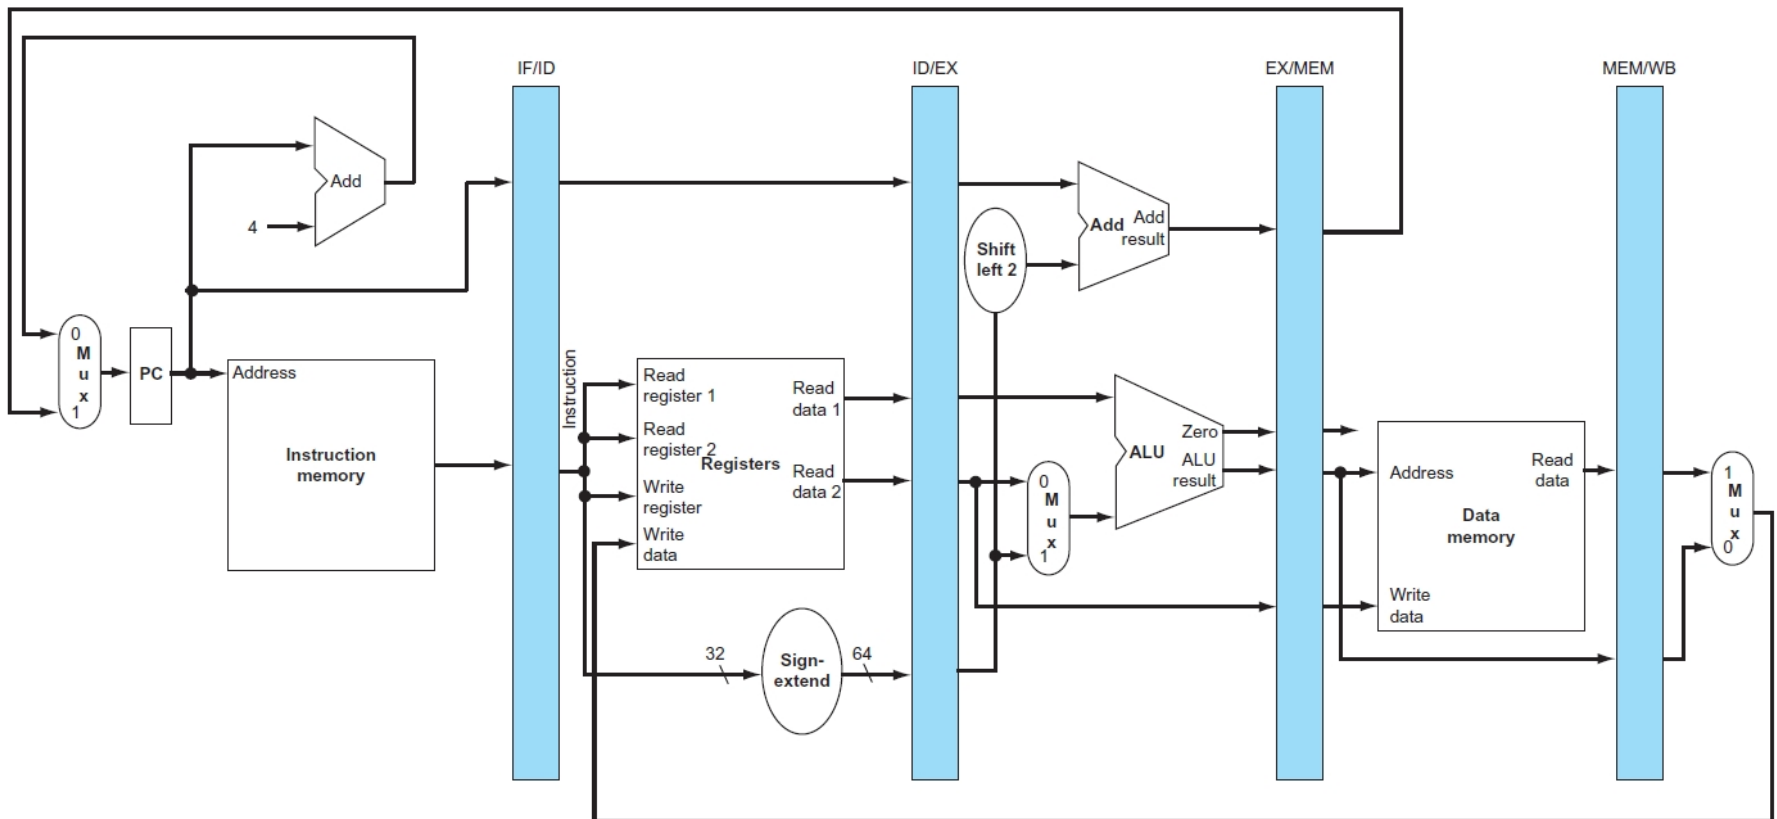 IF/ID
ID/EX
EX/MEM
MEM/WB
Add
4
0
M
u
x
1
PC
Address
Instruction
memory
Instruction
Read
register 1
Read
register 2
Write
register
Write
data
Registers
Read
data 1
Read
data 2
32
Sign-
extend
64
Shift
left 2
Add
Add
result
0
M
u
x
1
ALU
Zero
ALU
result
Address
Read
data
Data
memory
Write
data
1
M
u
x
0